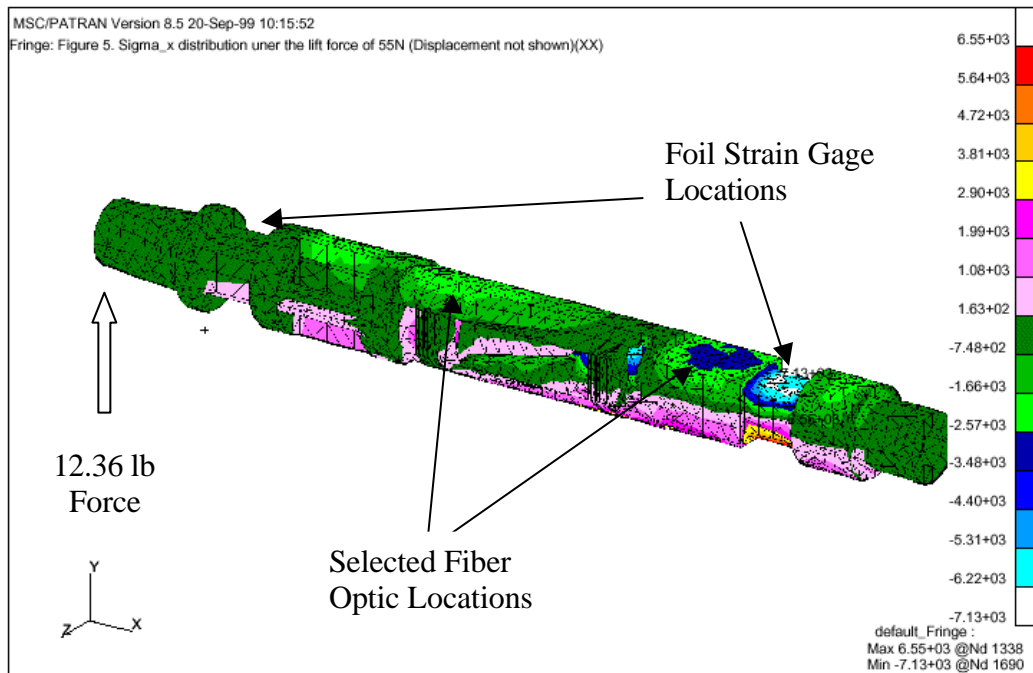 MSC/PATRAN Version 8.5 20-Sep-99 10:15:52
Fringe: Figure 5. Sigma_x distribution uner the lift force of 55N (Displacement not shown)(XX)
6.55+03
5.64+03
4.72+03
3.81+03
2.90+03
1.99+03
1.08+03
1.63+02
-7.48+02
-1.66+03
-2.57+03
-3.48+03
-4.40+03
-5.31+03
-6.22+03
-7.13+03
Foil Strain Gage
Locations
12.36 lb
Force
Selected Fiber
Optic Locations
Y
Z
X
default_Fringe :
Max 6.55+03 @Nd 1338
Min -7.13+03 @Nd 1690